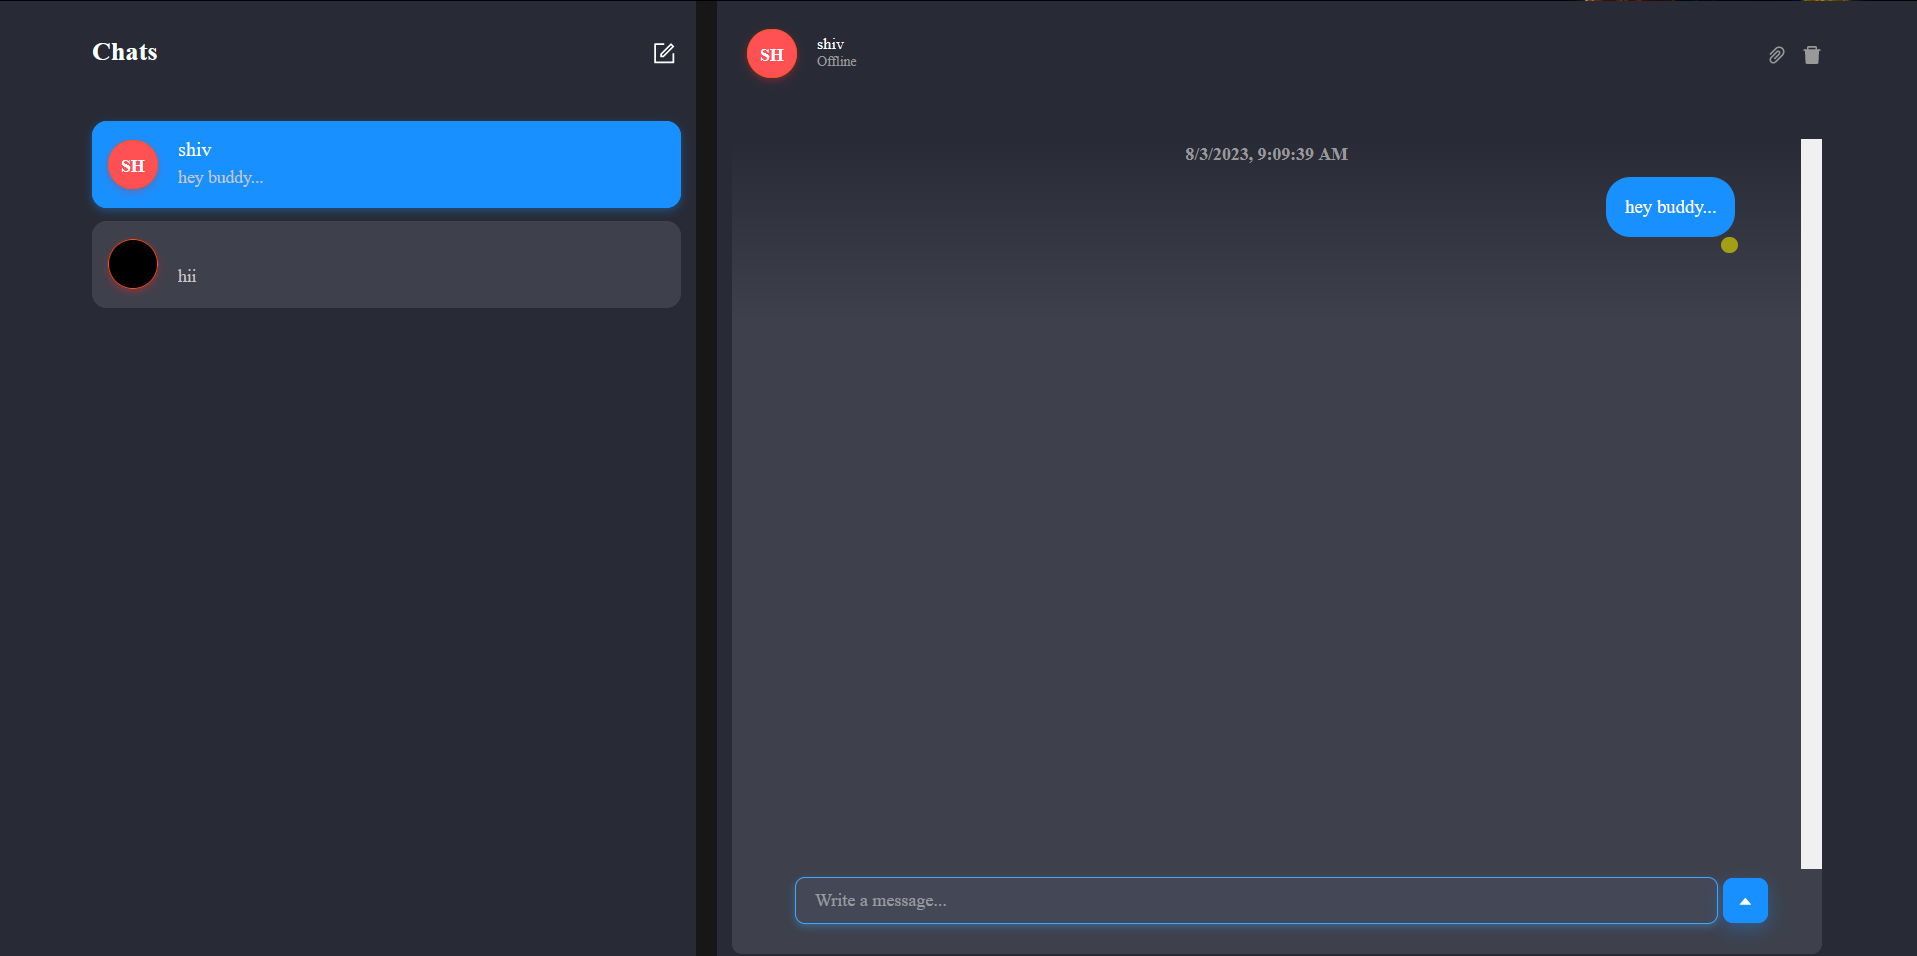 Chats
SH
shiv
hey buddy...
hii
SH
shiv
Offline
8/3/2023, 9:09:39 AM
hey buddy...
Write a message...